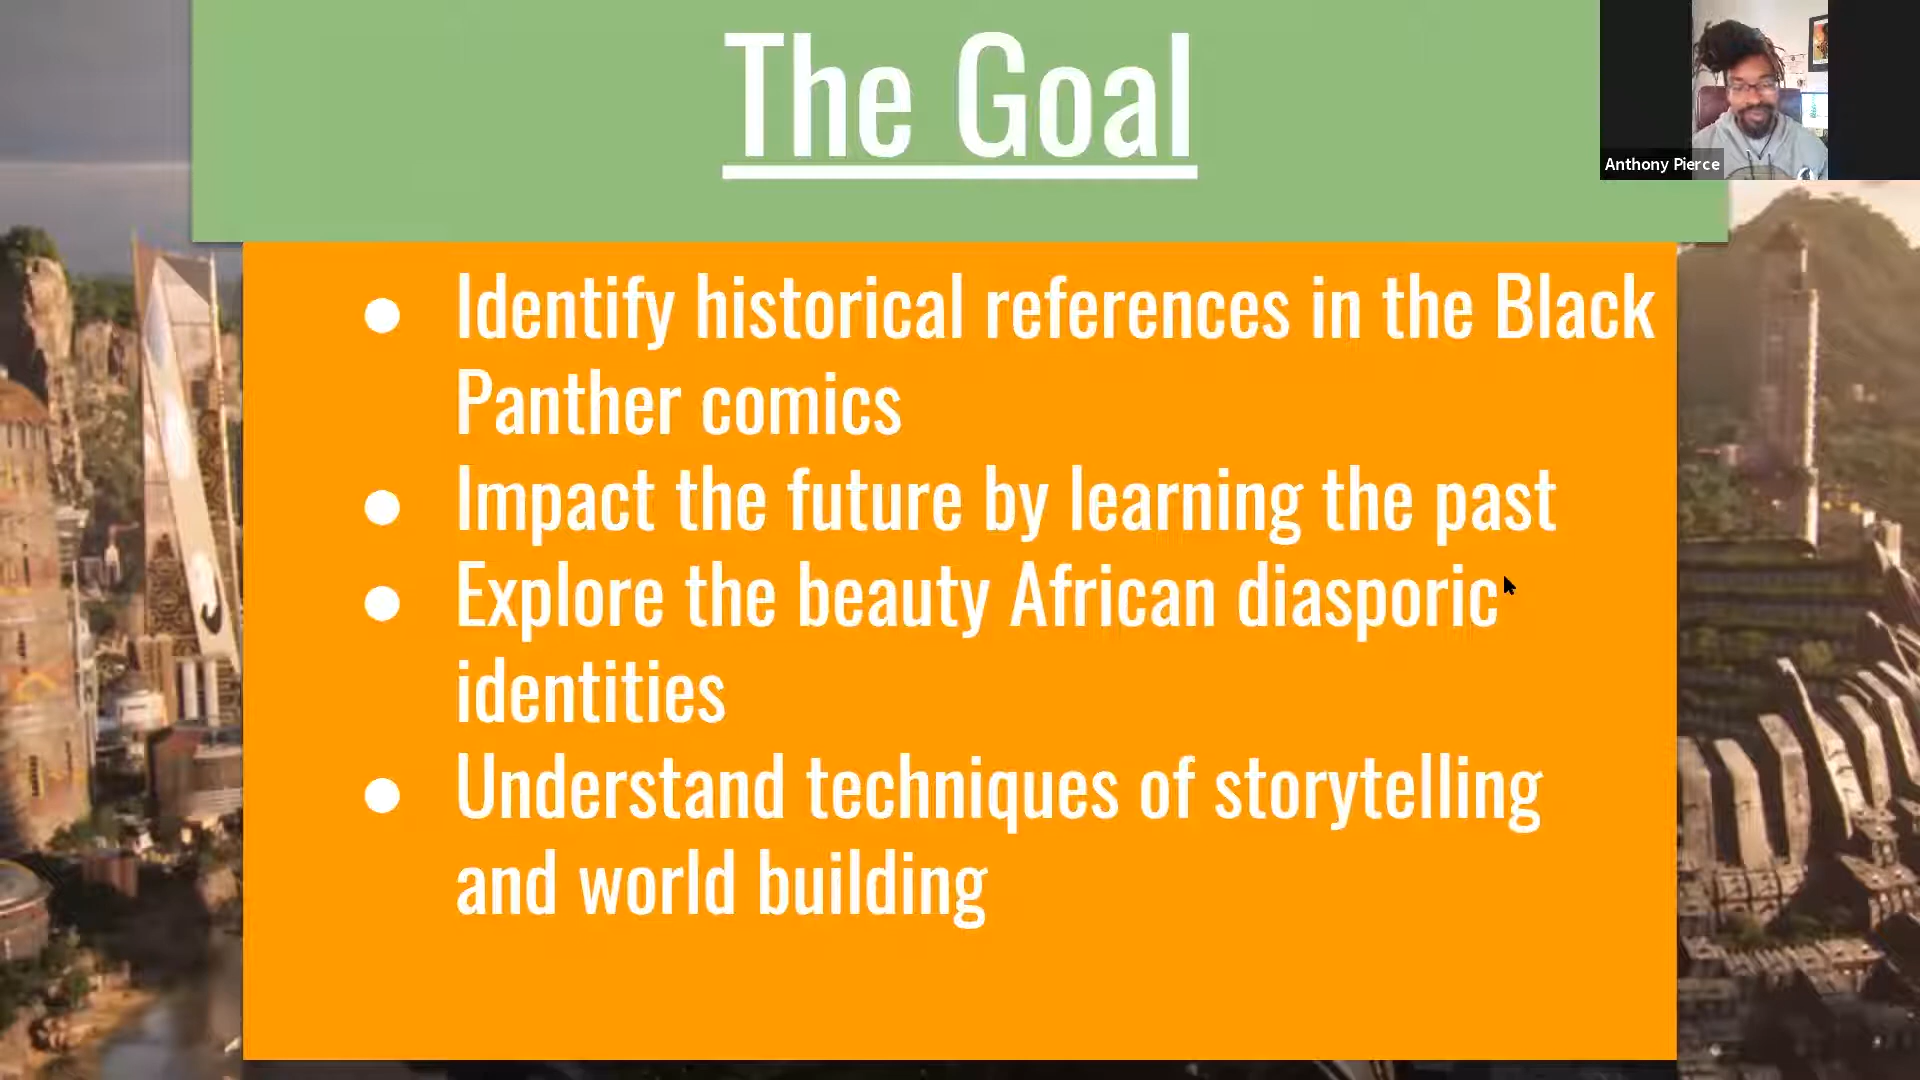 The Goal
Anthony Pierce
● Identify historical references in the Black
Panther comics
● Impact the future by learning the past
● Explore the beauty African diasporic
identities
● Understand techniques of storytelling
and world building